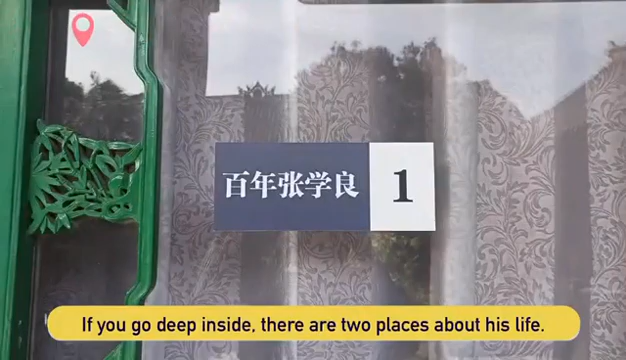 百年张学良 1
If you go deep inside, there are two places about his life.